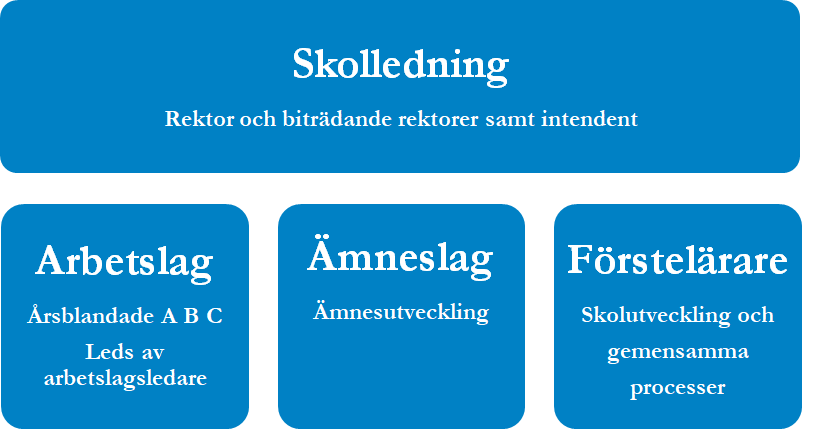 Skolledning
Rektor och biträdande rektorer samt intendent
Arbetslag
Årsblandade A B C
Leds av
arbetslagsledare
Ämneslag
Ämnesutveckling
Förstelärare
Skolutveckling och
gemensamma
processer